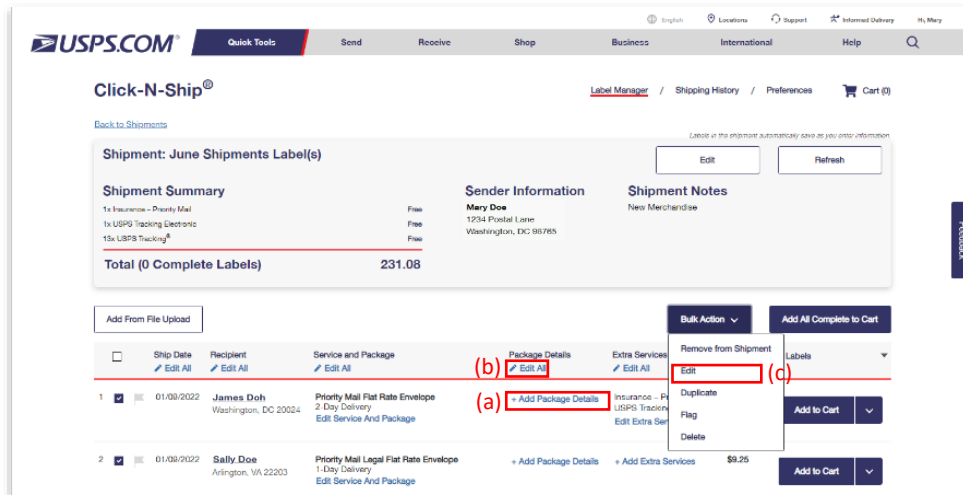 English Locations Support Informed Delivery Hi, Mary
USPS.COM® Quick Tools Send Receive Shop Business International Help
Click-N-Ship®
Label Manager / Shipping History / Preferences Cart (0)
Back to Shipments
Labels in the shipment automatically save as you enter information.
Shipment: June Shipments Label(s) Edit Refresh
Shipment Summary Sender Information Shipment Notes
1x Insurance – Priority Mail Free Mary Doe New Merchandise
1x USPS Tracking Electronic Free 1234 Postal Lane
13x USPS Tracking® Free Washington, DC 98765
Total (0 Complete Labels) 231.08
Feedback
Add From File Upload Bulk Action Add All Complete to Cart
Remove from Shipment
Ship Date Recipient Service and Package Package Details Extra Services Labels
Edit All Edit All Edit All (b) Edit All Edit All Edit (c)
Duplicate
1 01/09/2022 James Doh Priority Mail Flat Rate Envelope (a) + Add Package Details Insurance – Pr
Washington, DC 20024 2-Day Delivery USPS Trackin Flag Add to Cart
Edit Service And Package Edit Extra Ser
Delete
2 01/09/2022 Sally Doe Priority Mail Legal Flat Rate Envelope + Add Package Details + Add Extra Services $9.25 Add to Cart
Arlington, VA 22203 1-Day Delivery
Edit Service And Package